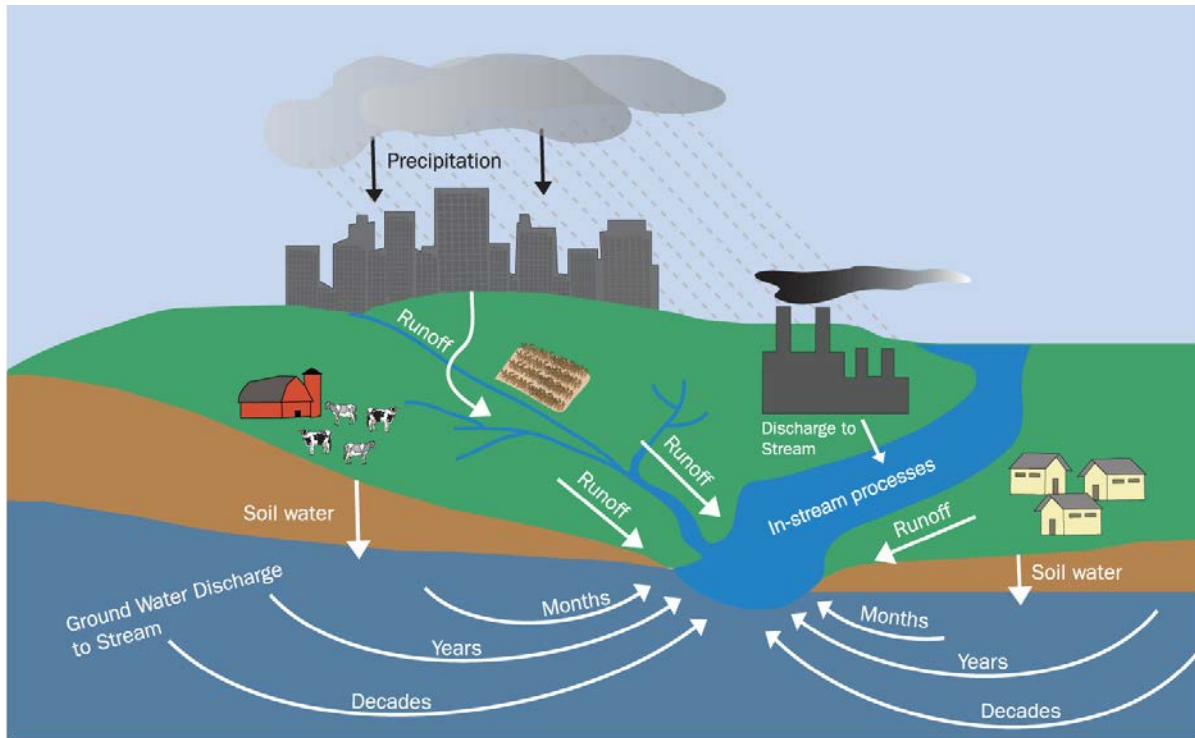 Precipitation
Runoff
Discharge to
Stream
Runoff
In-stream processes
Runoff
Runoff
Soil water
Soil water
Ground Water Discharge
to Stream
Months
Months
Years
Years
Decades
Decades